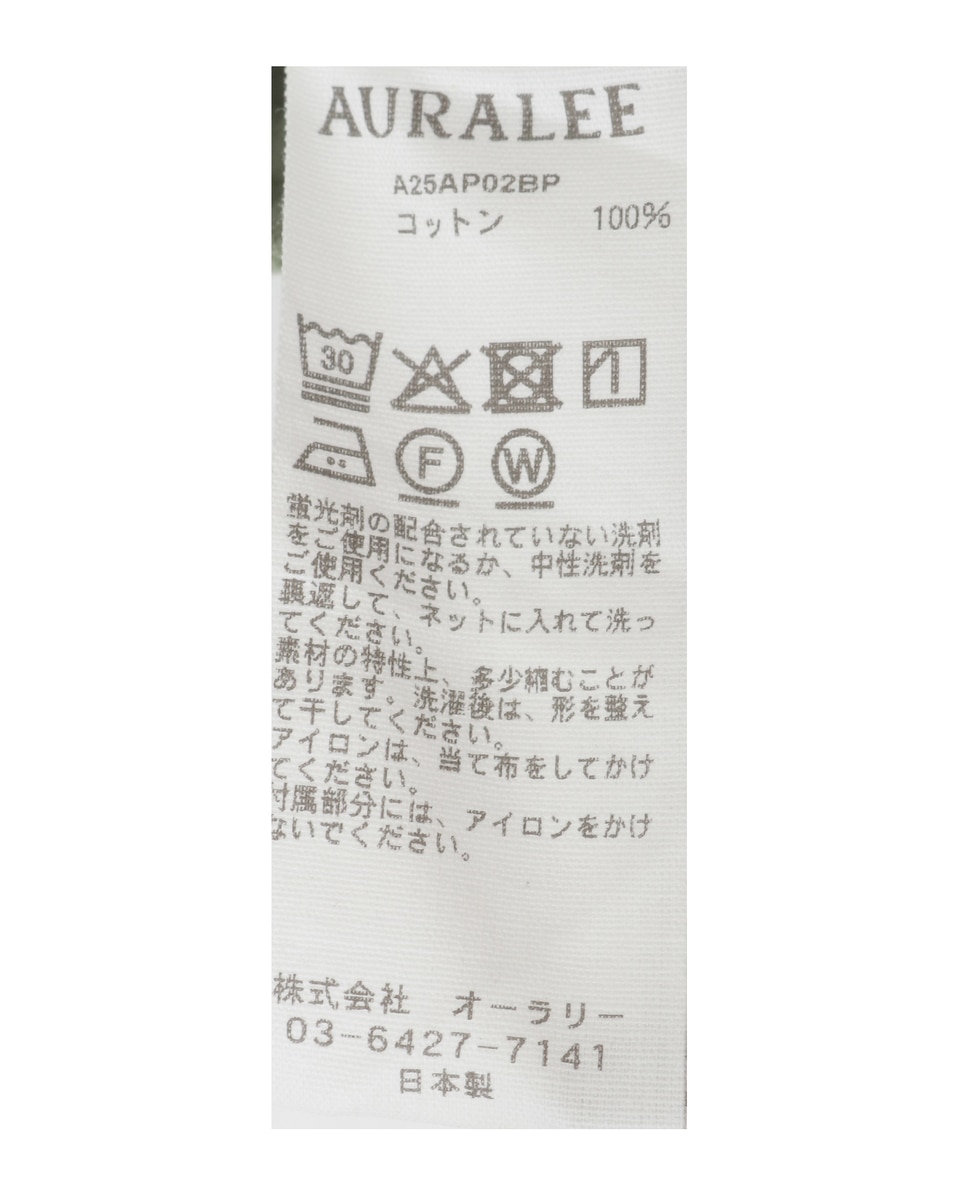 AURALEE
A25AP02BP
コットン 100%
30
F W
蛍光剤の配合されていない洗剤
をご使用になるか、中性洗剤を
ご使用ください。
裏返して、ネットに入れて洗っ
てください。
素材の特性上、多少縮むことが
あります。洗濯後は、形を整え
て干してください。
アイロンは、当て布をしてかけ
てください。
付属部分には、アイロンをかけ
ないでください。
株式会社 オーラリー
03-6427-7141
日本製